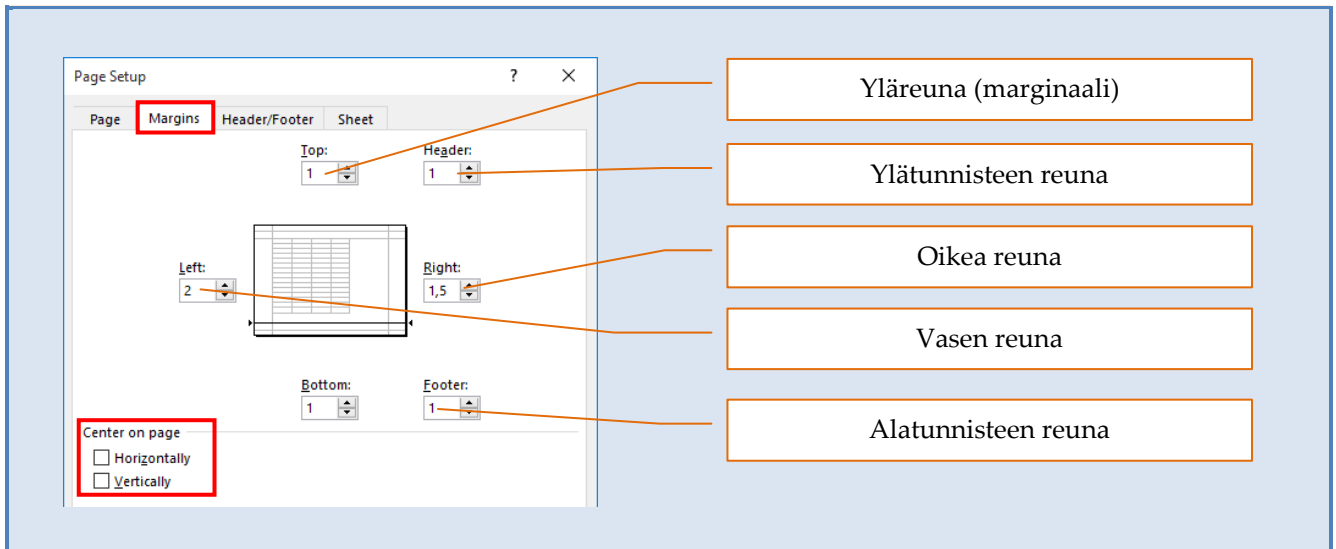 Page Setup ? ×
Page Margins Header/Footer Sheet
Top: Header:
1 1
Left: Right:
2 1,5
Bottom: Footer:
1 1
Center on page
Horizontally
Vertically
Yläreuna (marginaali)
Ylätunnisteen reuna
Oikea reuna
Vasen reuna
Alatunnisteen reuna